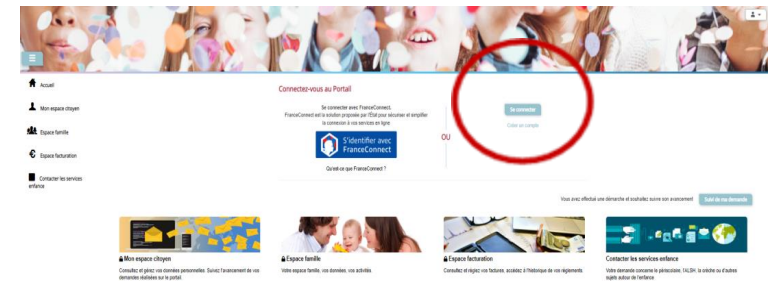 Accueil
Mon espace citoyen
Espace famille
Espace facturation
Contacter les services
enfance
Connectez-vous au Portail
Se connecter avec FranceConnect.
FranceConnect est la solution proposée par l'État pour sécuriser et simplifier
la connexion à vos services en ligne
S'identifier avec
FranceConnect
Qu'est-ce que FranceConnect ?
OU
Se connecter
Créer un compte
Vous avez effectué une démarche et souhaitez suivre son avancement
Suivi de ma demande
Mon espace citoyen
Consultez et gérez vos données personnelles. Suivez l'avancement de vos
demandes réalisées sur le portail.
Espace famille
Votre espace famille, vos données, vos activités.
Espace facturation
Consultez et réglez vos factures, accédez à l'historique de vos règlements.
Contacter les services enfance
Votre demande concerne le périscolaire, l'ALSH, la crèche ou d'autres
sujets autour de l'enfance.